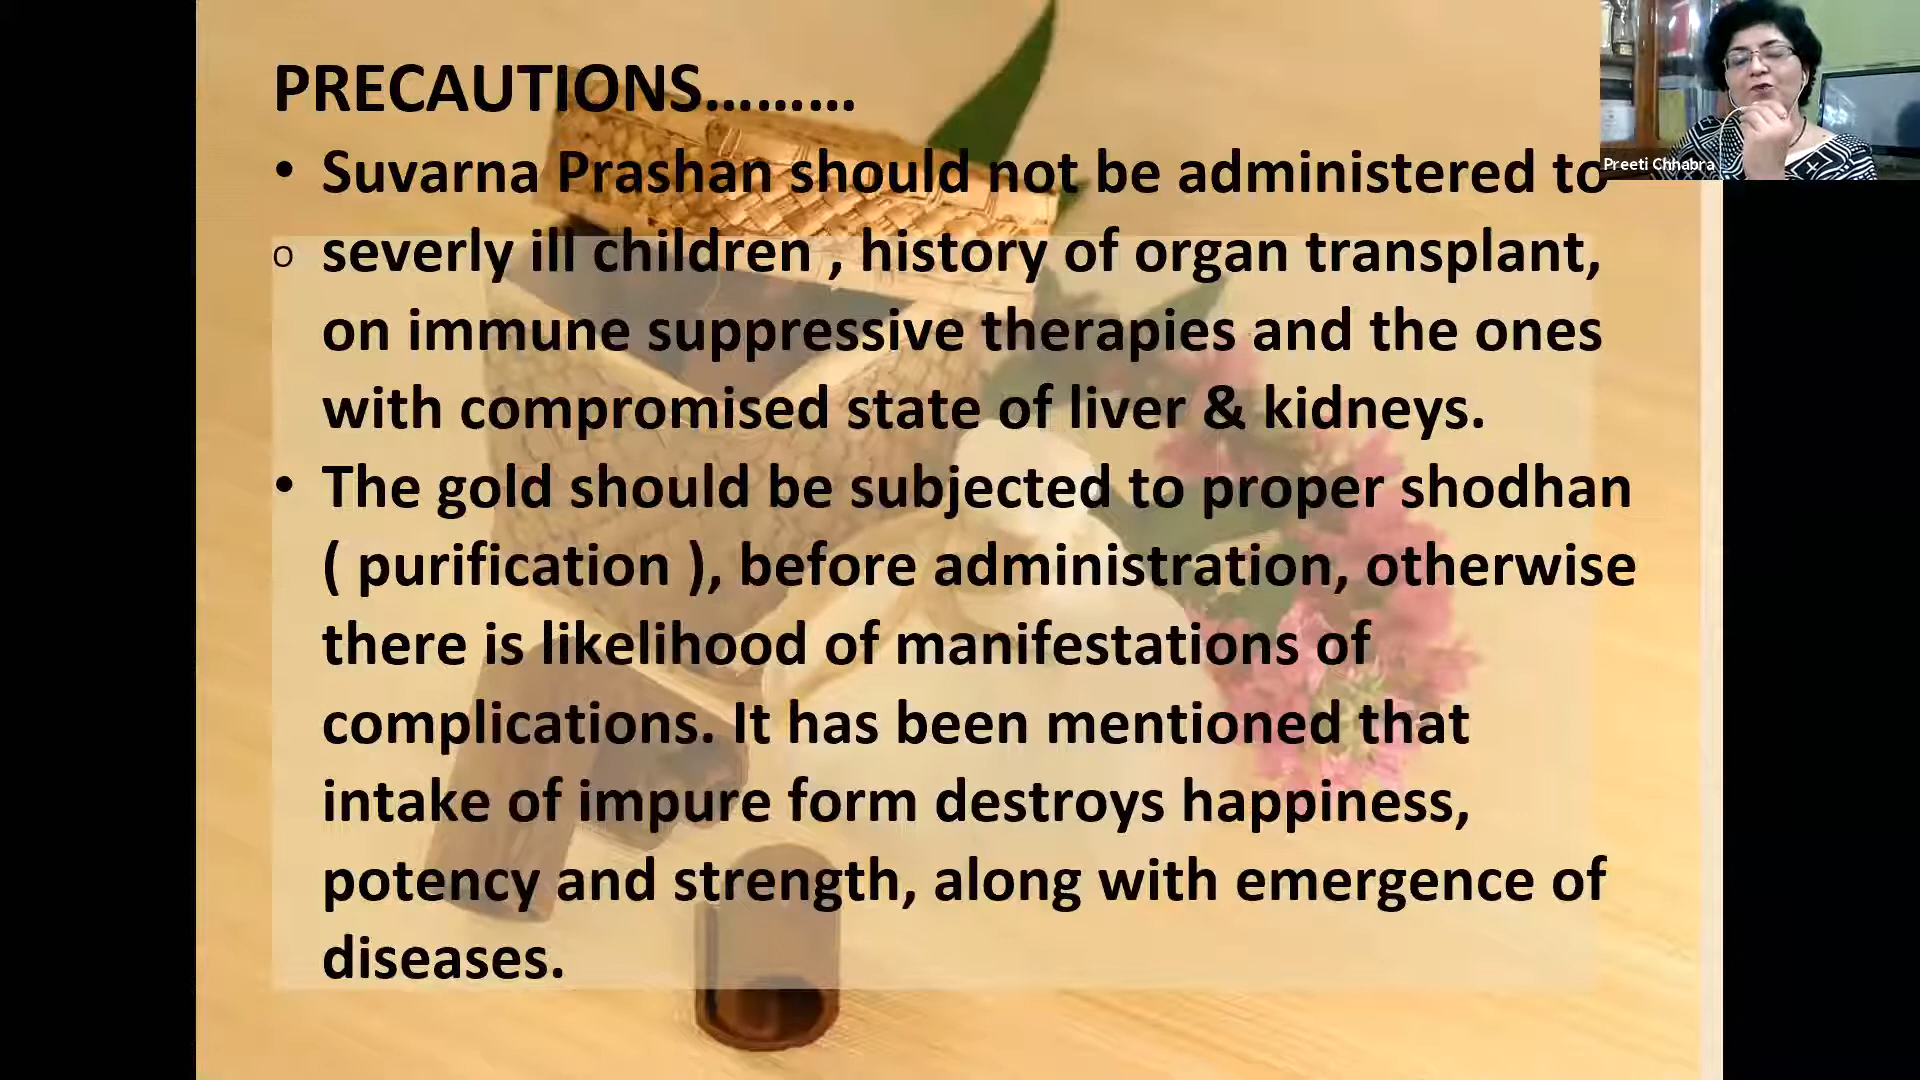 PRECAUTIONS.........
• Suvarna Prashan should not be administered to
o severly ill children , history of organ transplant,
on immune suppressive therapies and the ones
with compromised state of liver & kidneys.
• The gold should be subjected to proper shodhan
( purification ), before administration, otherwise
there is likelihood of manifestations of
complications. It has been mentioned that
intake of impure form destroys happiness,
potency and strength, along with emergence of
diseases.
Preeti Chhabra